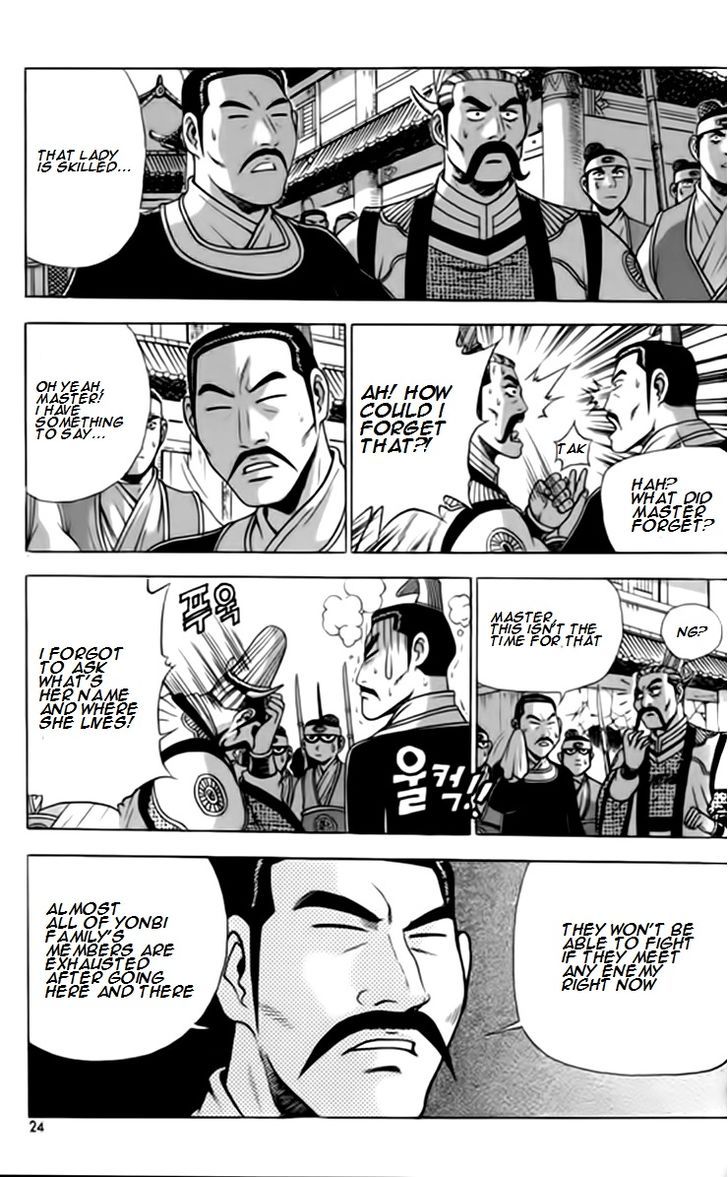 THAT LADY
IS SKILLED...
OH YEAH,
MASTER!
I HAVE
SOMETHING
TO SAY...
AH! HOW
COULD I
FORGET
THAT?!
TAK
HAH?
WHAT DID
MASTER
FORGET?
푸욱
I FORGOT
TO ASK
WHAT'S
HER NAME
AND WHERE
SHE LIVES!
울컥!!
MASTER,
THIS ISN'T THE
TIME FOR THAT
NG?
ALMOST
ALL OF YONBI
FAMILY'S
MEMBERS ARE
EXHAUSTED
AFTER GOING
HERE AND THERE
THEY WON'T BE
ABLE TO FIGHT
IF THEY MEET
ANY ENEMY
RIGHT NOW
24